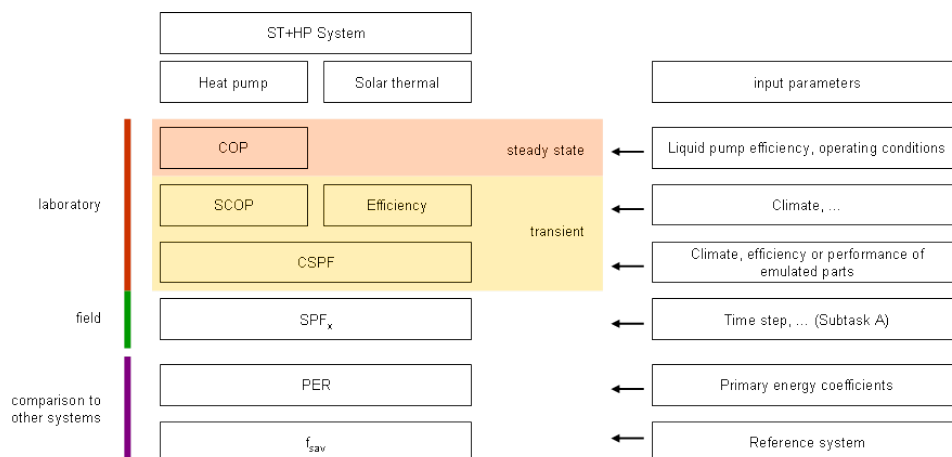 ST+HP System
Heat pump
Solar thermal
input parameters
COP
steady state
Liquid pump efficiency, operating conditions
laboratory
SCOP
Efficiency
transient
Climate, ...
CSPF
Climate, efficiency or performance of
emulated parts
field
SPFx
Time step, ... (Subtask A)
comparison to
other systems
PER
Primary energy coefficients
fsav
Reference system